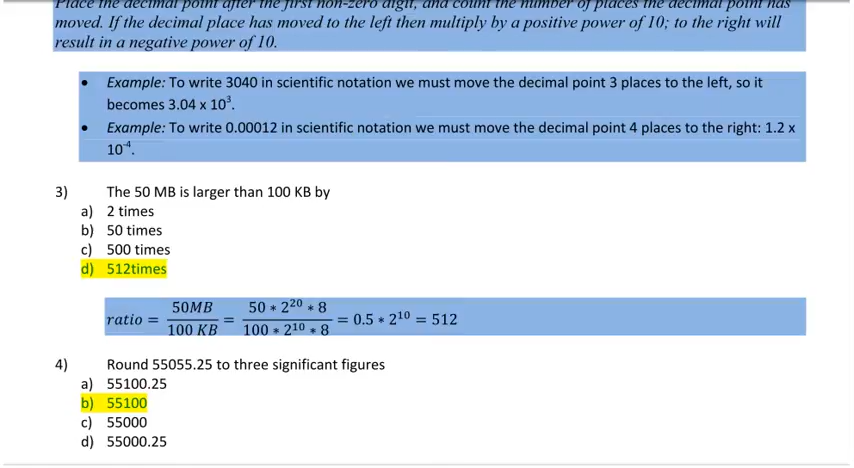 Place the decimal point after the first non-zero digit, and count the number of places the decimal point has
moved. If the decimal place has moved to the left then multiply by a positive power of 10; to the right will
result in a negative power of 10.
• Example: To write 3040 in scientific notation we must move the decimal point 3 places to the left, so it
becomes 3.04 x 10³.
• Example: To write 0.00012 in scientific notation we must move the decimal point 4 places to the right: 1.2 x
10⁻⁴.
3) The 50 MB is larger than 100 KB by
a) 2 times
b) 50 times
c) 500 times
d) 512times
ratio = 50MB / 100 KB = 50 * 2²⁰ * 8 / 100 * 2¹⁰ * 8 = 0.5 * 2¹⁰ = 512
4) Round 55055.25 to three significant figures
a) 55100.25
b) 55100
c) 55000
d) 55000.25